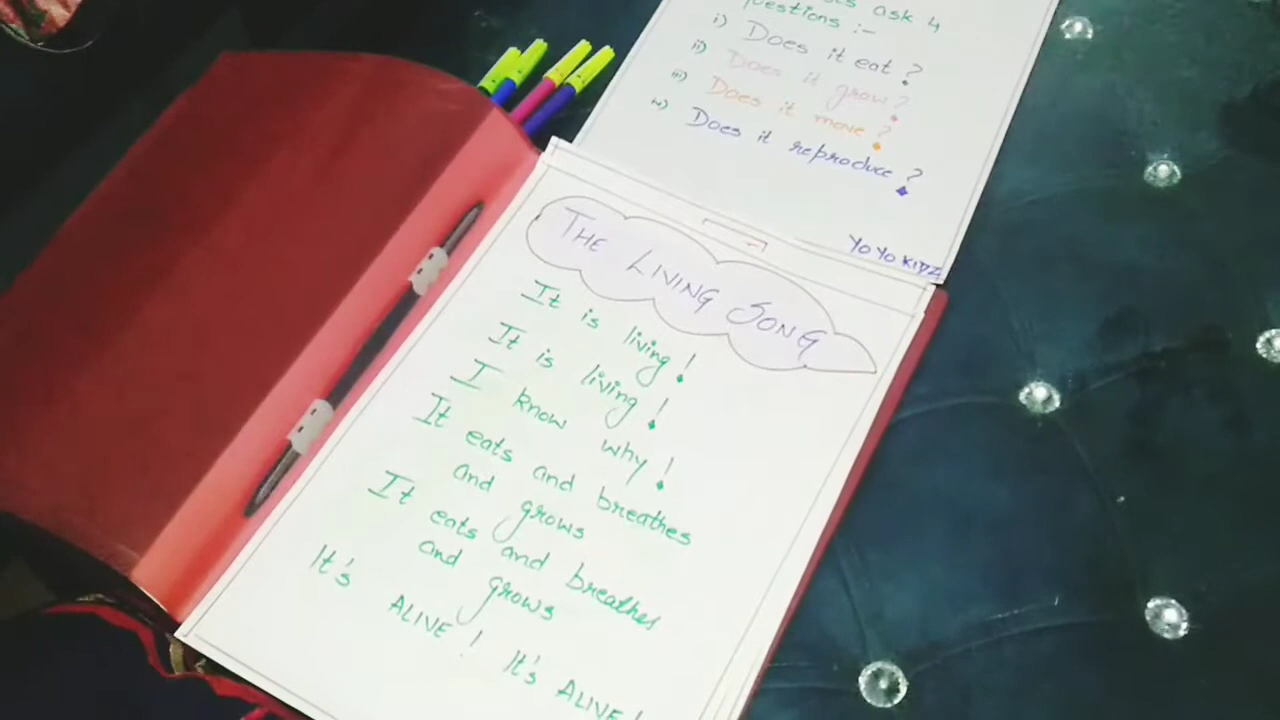 ask 4
questions :-
i) Does it eat ?
ii) Does it grow ?
iii) Does it move ?
iv) Does it reproduce ?
YO YO KIDZ
THE LIVING SONG
It is living !
It is living !
I know why !
It eats and breathes
and grows
It eats and breathes
and grows
It's ALIVE ! It's ALIVE !